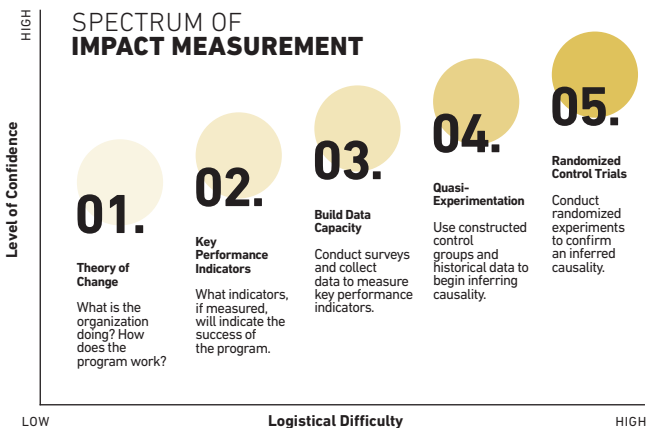 HIGH
SPECTRUM OF
IMPACT MEASUREMENT
Level of Confidence
01.
Theory of
Change
What is the
organization
doing? How
does the
program work?
02.
Key
Performance
Indicators
What indicators,
if measured,
will indicate the
success of
the program.
03.
Build Data
Capacity
Conduct surveys
and collect
data to measure
key performance
indicators.
04.
Quasi-
Experimentation
Use constructed
control
groups and
historical data to
begin inferring
causality.
05.
Randomized
Control Trials
Conduct
randomized
experiments
to confirm
an inferred
causality.
LOW
Logistical Difficulty
HIGH